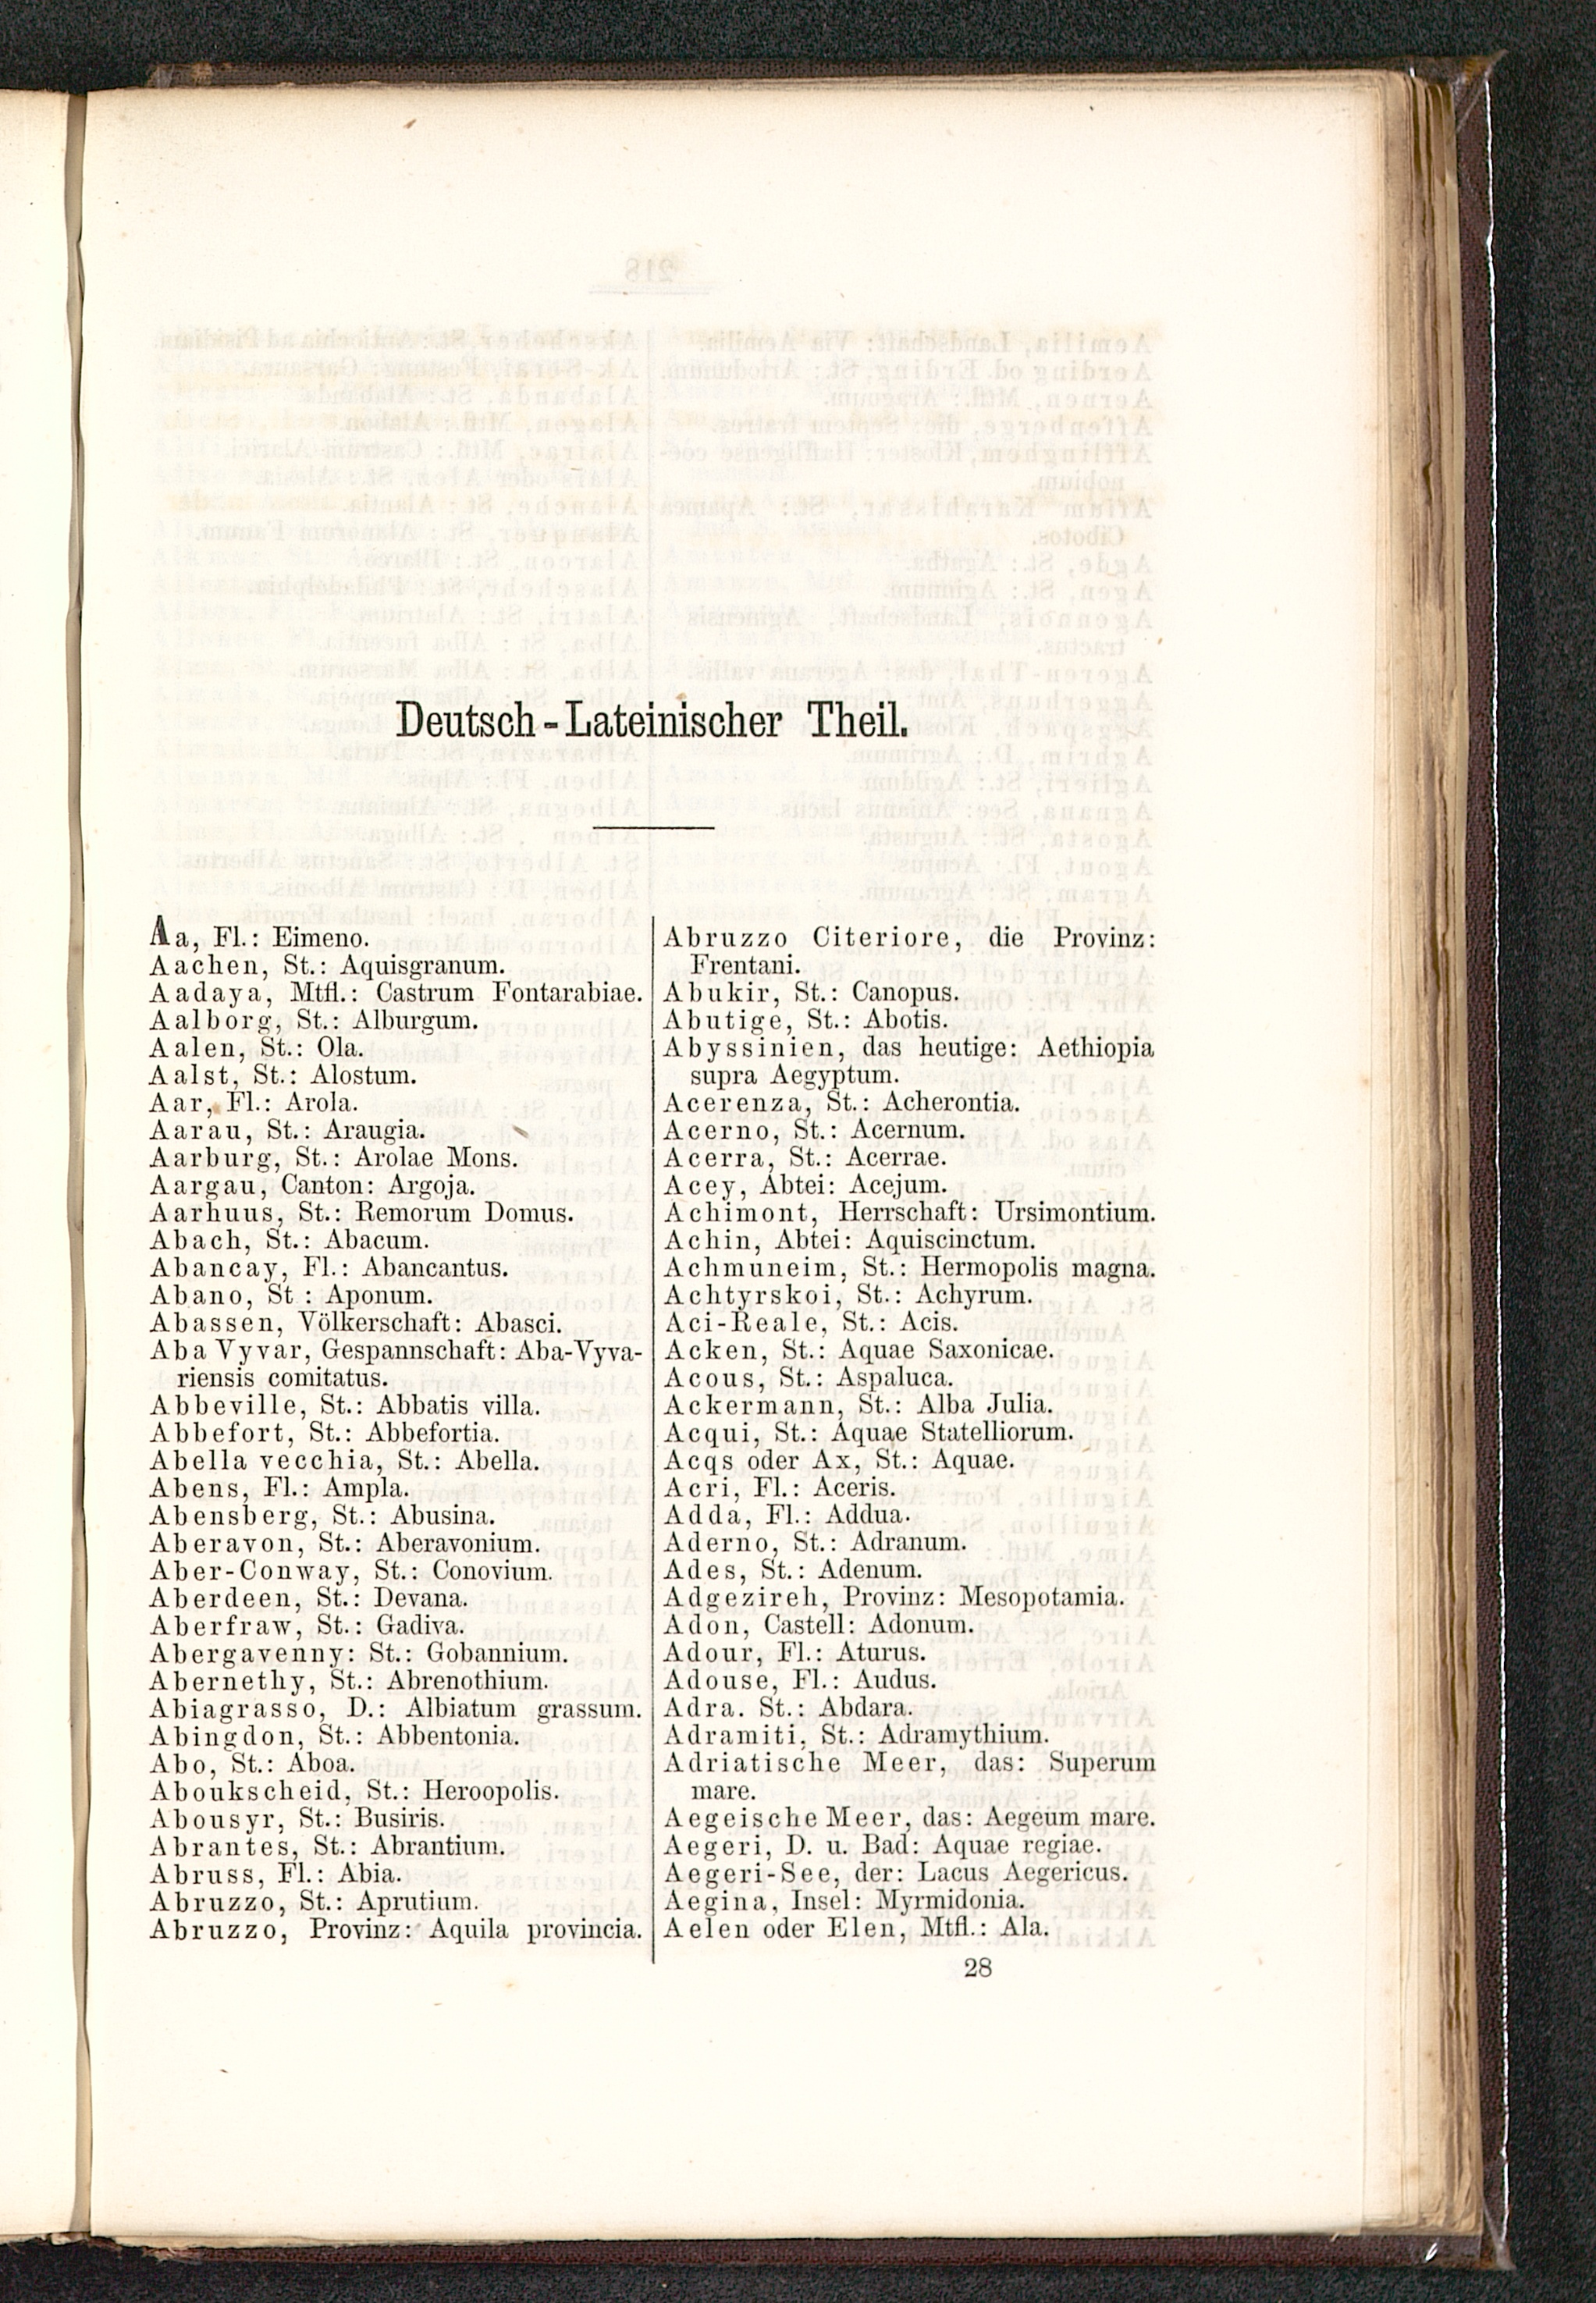 Deutsch-Lateinischer Theil.
Aa, Fl.: Eimeno.
Aachen, St.: Aquisgranum.
Aadaya, Mtfl.: Castrum Fontarabiae.
Aalborg, St.: Alburgum.
Aalen, St.: Ola.
Aalst, St.: Alostum.
Aar, Fl.: Arola.
Aarau, St.: Araugia.
Aarburg, St.: Arolae Mons.
Aargau, Canton: Argoja.
Aarhuus, St.: Remorum Domus.
Abach, St.: Abacum.
Abancay, Fl.: Abancantus.
Abano, St.: Aponum.
Abassen, Völkerschaft: Abasci.
Aba Vyvar, Gespannschaft: Aba-Vyva-
riensis comitatus.
Abbeville, St.: Abbatis villa.
Abbefort, St.: Abbefortia.
Abella vecchia, St.: Abella.
Abens, Fl.: Ampla.
Abensberg, St.: Abusina.
Aberavon, St.: Aberavonium.
Aber-Conway, St.: Conovium.
Aberdeen, St.: Devana.
Aberfraw, St.: Gadiva.
Abergavenny: St.: Gobannium.
Abernethy, St.: Abrenothium.
Abiagrasso, D.: Albiatum grassum.
Abingdon, St.: Abbentonia.
Abo, St.: Aboa.
Aboukscheid, St.: Heroopolis.
Abousyr, St.: Busiris.
Abrantes, St.: Abrantium.
Abruss, Fl.: Abia.
Abruzzo, St.: Aprutium.
Abruzzo, Provinz: Aquila provincia.
Abruzzo Citeriore, die Provinz:
Frentani.
Abukir, St.: Canopus.
Abutige, St.: Abotis.
Abyssinien, das heutige: Aethiopia
supra Aegyptum.
Acerenza, St.: Acherontia.
Acerno, St.: Acernum.
Acerra, St.: Acerrae.
Acey, Abtei: Acejum.
Achimont, Herrschaft: Ursimontium.
Achin, Abtei: Aquiscinctum.
Achmuneim, St.: Hermopolis magna.
Achtyrskoi, St.: Achyrum.
Aci-Reale, St.: Acis.
Acken, St.: Aquae Saxonicae.
Acous, St.: Aspaluca.
Ackermann, St.: Alba Julia.
Acqui, St.: Aquae Statelliorum.
Acqs oder Ax, St.: Aquae.
Acri, Fl.: Aceris.
Adda, Fl.: Addua.
Aderno, St.: Adranum.
Ades, St.: Adenum.
Adgezireh, Provinz: Mesopotamia.
Adon, Castell: Adonum.
Adour, Fl.: Aturus.
Adouse, Fl.: Audus.
Adra. St.: Abdara.
Adramiti, St.: Adramythium.
Adriatische Meer, das: Superum
mare.
Aegeische Meer, das: Aegeum mare.
Aegeri, D. u. Bad: Aquae regiae.
Aegeri-See, der: Lacus Aegericus.
Aegina, Insel: Myrmidonia.
Aelen oder Elen, Mtfl.: Ala.
28